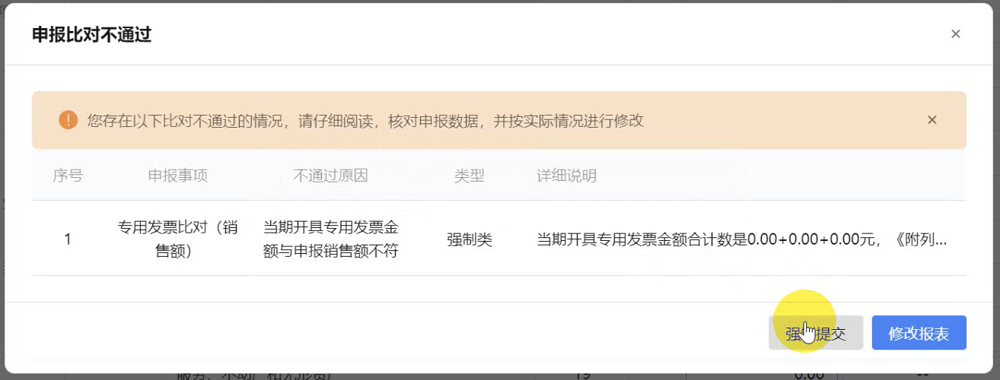 申报比对不通过
您存在以下比对不通过的情况，请仔细阅读，核对申报数据，并按实际情况进行修改
序号 申报事项 不通过原因 类型 详细说明
1 专用发票比对（销售额） 当期开具专用发票金额与申报销售额不符 强制类 当期开具专用发票金额合计数是0.00+0.00+0.00元，《附列...
强制提交 修改报表
19 0.00